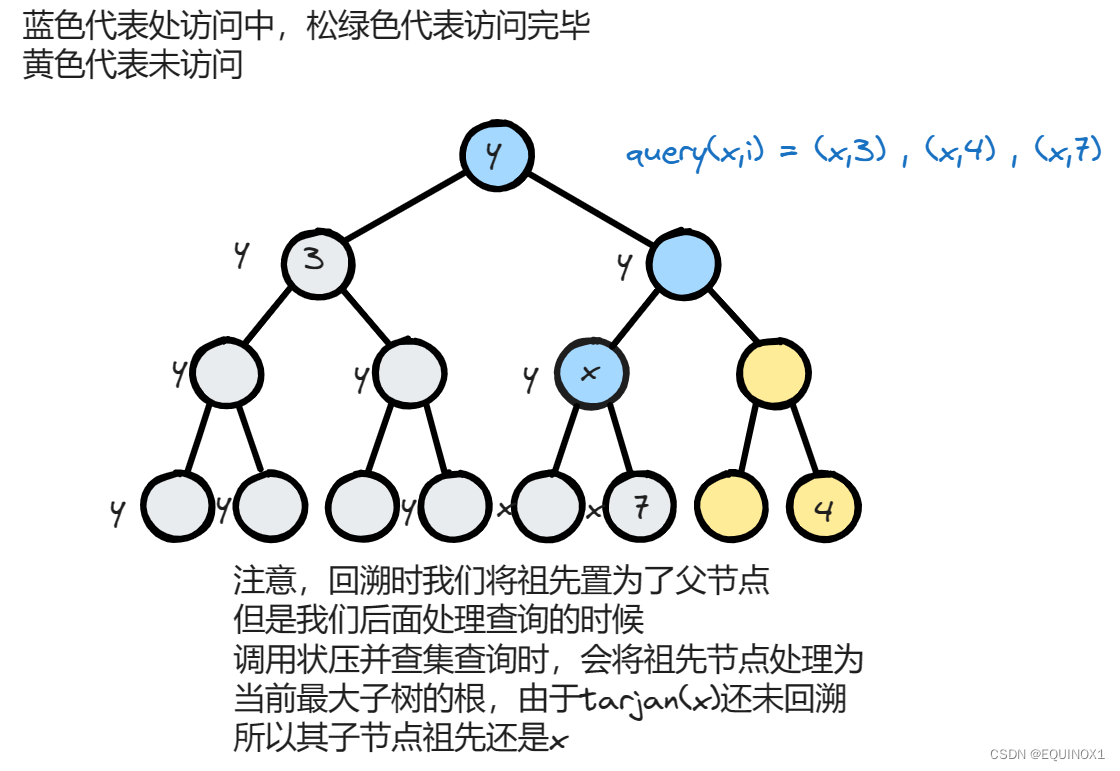 蓝色代表处访问中，松绿色代表访问完毕
黄色代表未访问
y
query(x,i) = (x,3) , (x,4) , (x,7)
y
3
y
y
y
y
x
y
y
y
x
x
7
4
注意，回溯时我们将祖先置为了父节点
但是我们后面处理查询的时候
调用状压并查集查询时，会将祖先节点处理为
当前最大子树的根，由于tarjan(x)还未回溯
所以其子节点祖先还是x
CSDN @EQUINOX1